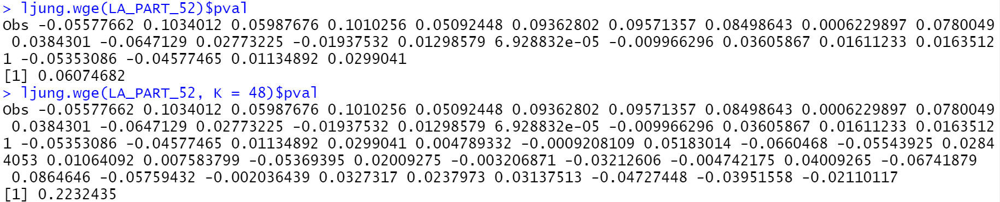 > ljung.wge(LA_PART_52)$pval
Obs -0.05577662 0.1034012 0.05987676 0.1010256 0.05092448 0.09362802 0.09571357 0.08498643 0.0006229897 0.0780049
 0.0384301 -0.0647129 0.02773225 -0.01937532 0.01298579 6.928832e-05 -0.009966296 0.03605867 0.01611233 0.0163512
1 -0.05353086 -0.04577465 0.01134892 0.0299041
[1] 0.06074682
> ljung.wge(LA_PART_52, K = 48)$pval
Obs -0.05577662 0.1034012 0.05987676 0.1010256 0.05092448 0.09362802 0.09571357 0.08498643 0.0006229897 0.0780049
 0.0384301 -0.0647129 0.02773225 -0.01937532 0.01298579 6.928832e-05 -0.009966296 0.03605867 0.01611233 0.0163512
1 -0.05353086 -0.04577465 0.01134892 0.0299041 0.004789332 -0.0009208109 0.05183014 -0.0660468 -0.05543925 0.0284
4053 0.01064092 0.007583799 -0.05369395 0.02009275 -0.003206871 -0.03212606 -0.004742175 0.04009265 -0.06741879
 0.0864646 -0.05759432 -0.002036439 0.0327317 0.0237973 0.03137513 -0.04727448 -0.03951558 -0.02110117
[1] 0.2232435